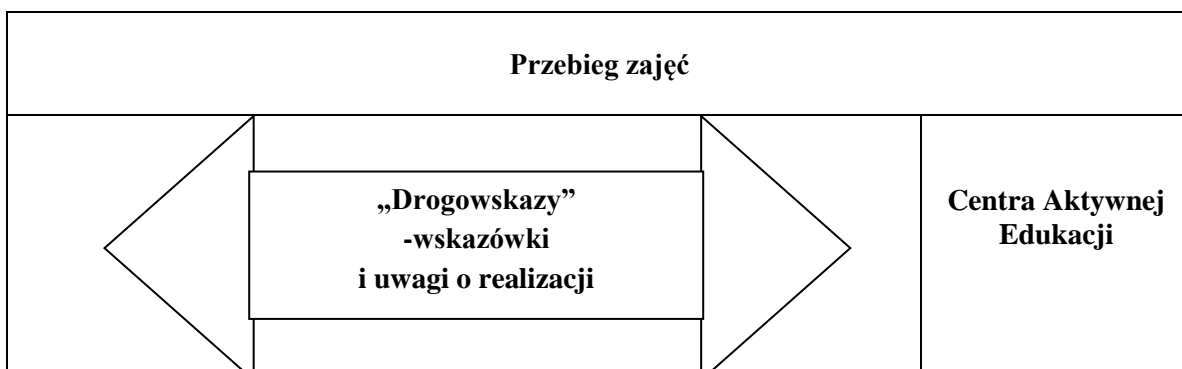 Przebieg zajęć
„Drogowskazy”
-wskazówki
i uwagi o realizacji
Centra Aktywnej
Edukacji